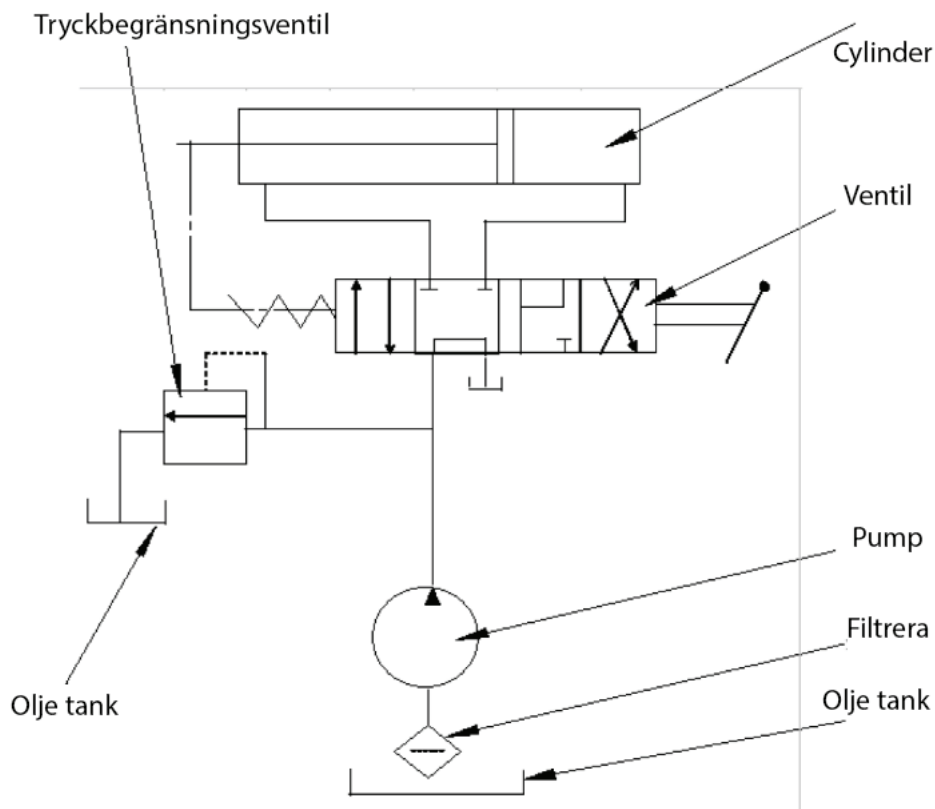 Tryckbegränsningsventil
Cylinder
Ventil
Pump
Filtrera
Olje tank
Olje tank